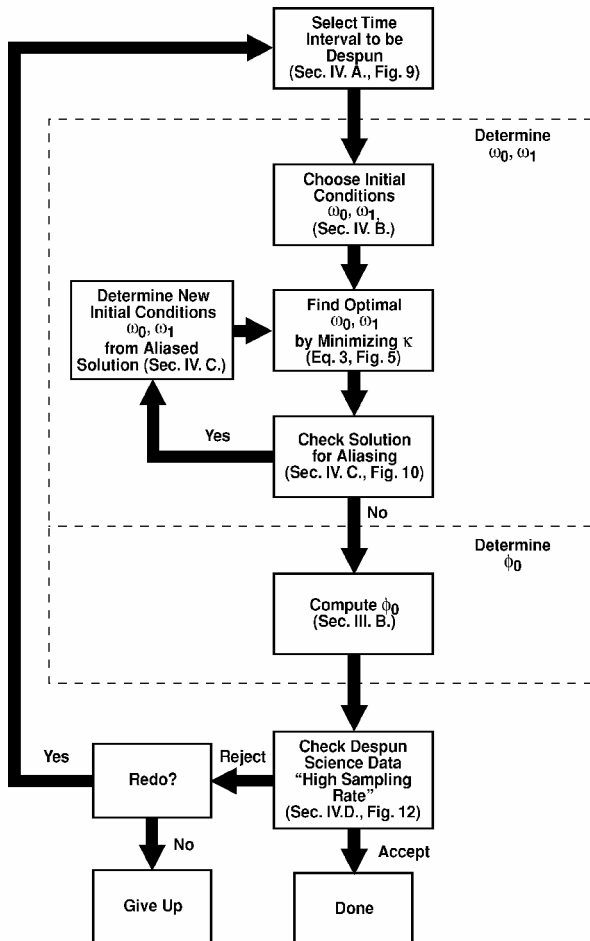 Select Time
Interval to be
Despun
(Sec. IV. A., Fig. 9)
Determine
ω0, ω1
Choose Initial
Conditions
ω0, ω1,
(Sec. IV. B.)
Determine New
Initial Conditions
ω0, ω1
from Aliased
Solution (Sec. IV. C.)
Find Optimal
ω0, ω1
by Minimizing κ
(Eq. 3, Fig. 5)
Yes
Check Solution
for Aliasing
(Sec. IV. C., Fig. 10)
No
Determine
ϕ0
Compute ϕ0
(Sec. III. B.)
Yes
Redo?
Reject
Check Despun
Science Data
“High Sampling
Rate”
(Sec. IV.D., Fig. 12)
No
Accept
Give Up
Done